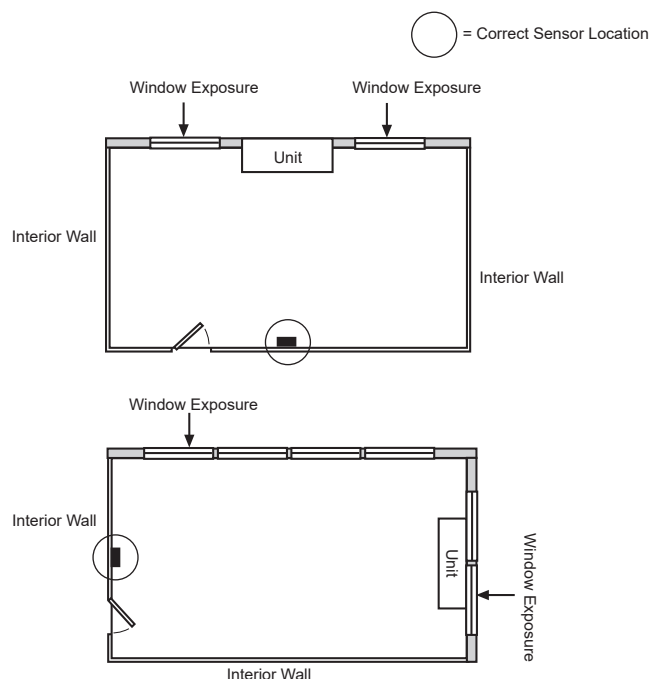 = Correct Sensor Location
Window Exposure
Window Exposure
Unit
Interior Wall
Interior Wall
Window Exposure
Interior Wall
Unit
Window Exposure
Interior Wall